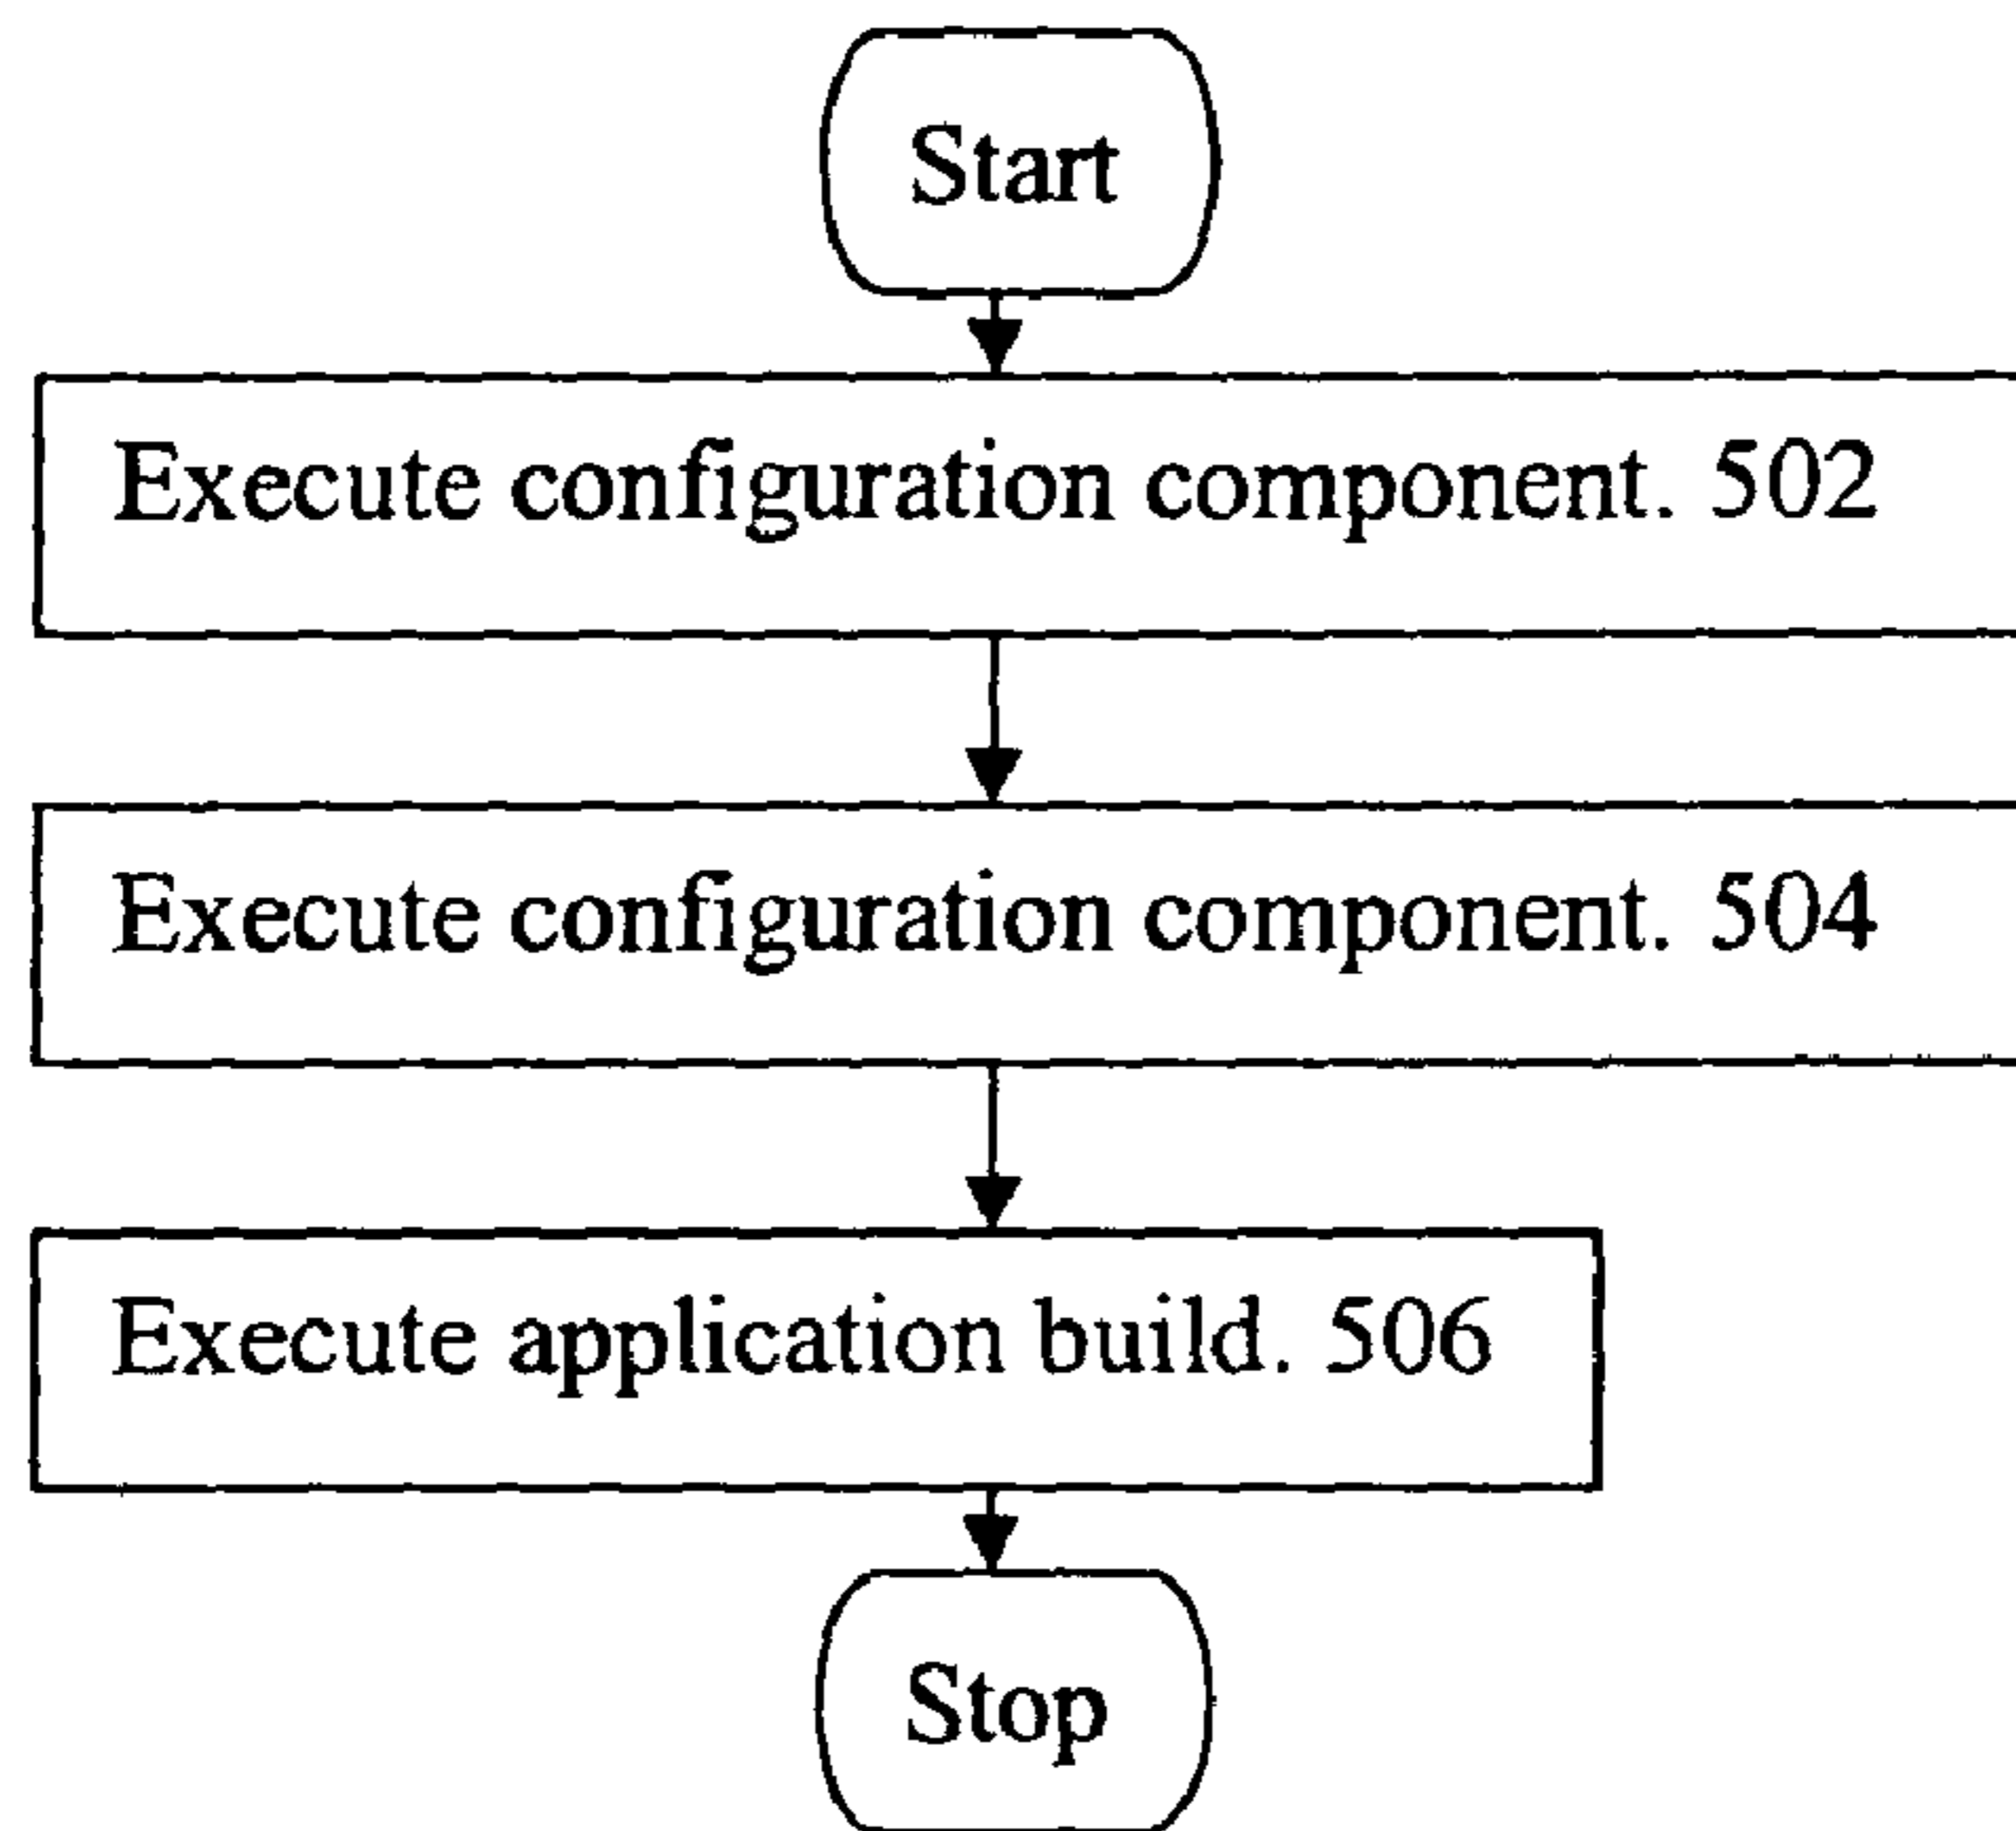 Start
Execute configuration component. 502
Execute configuration component. 504
Execute application build. 506
Stop